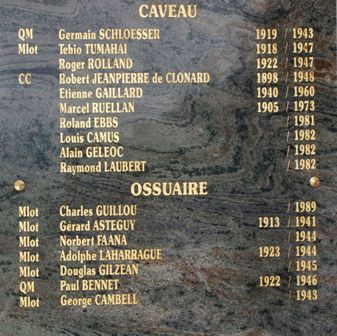 CAVEAU
QM Germain SCHLOESSER 1919 / 1943
Mlot Tehio TUMAHAI 1918 / 1947
Roger ROLLAND 1922 / 1947
CC Robert JEANPIERRE de CLONARD 1898 / 1948
Etienne GAILLARD 1940 / 1960
Marcel RUELLAN 1905 / 1973
Roland EBBS / 1981
Louis CAMUS / 1982
Alain GELEOC / 1982
Raymond LAUBERT / 1982
OSSUAIRE
Mlot Charles GUILLOU / 1989
Mlot Gérard ASTEGUY 1913 / 1941
Mlot Norbert FAANA / 1944
Mlot Adolphe LAHARRAGUE 1923 / 1944
Mlot Douglas GILZEAN / 1945
QM Paul BENNET 1922 / 1946
Mlot George CAMBELL / 1943